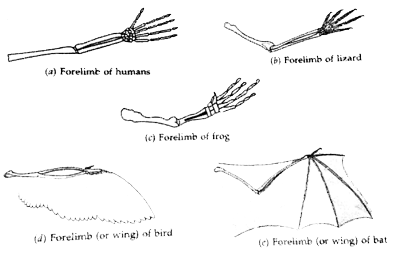 (a) Forelimb of humans
(b) Forelimb of lizard
(c) Forelimb of frog
(d) Forelimb (or wing) of bird
(e) Forelimb (or wing) of bat